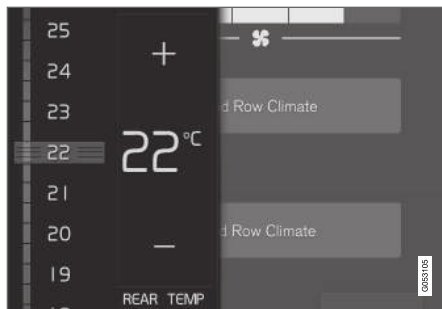 25
24
23
22
21
20
19
+
22°C
−
REAR TEMP
Row Climate
Row Climate
G053105